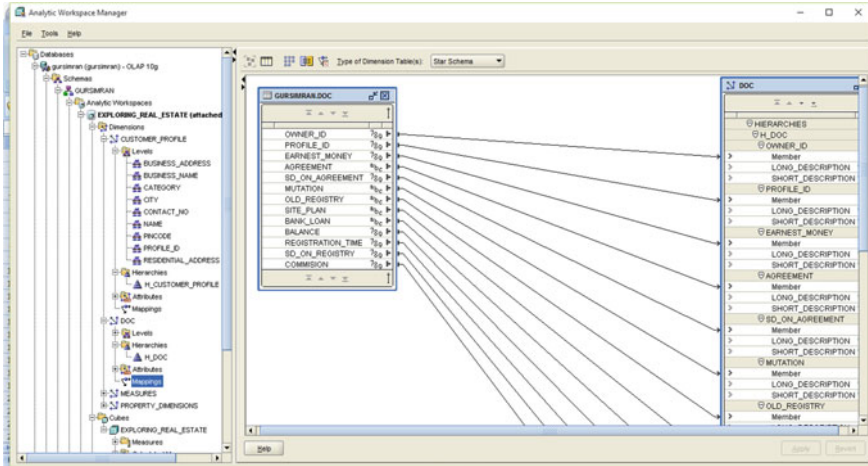 Analytic Workspace Manager
File Tools Help
Databases
gursimran (gursimran) - OLAP 10g
Schemas
GURSIMRAN
Analytic Workspaces
EXPLORING_REAL_ESTATE (attached
Dimensions
CUSTOMER_PROFILE
Levels
BUSINESS_ADDRESS
BUSINESS_NAME
CATEGORY
CITY
CONTACT_NO
NAME
PINCODE
PROFILE_ID
RESIDENTIAL_ADDRESS
Hierarchies
H_CUSTOMER_PROFILE
Attributes
Mappings
DOC
Levels
Hierarchies
H_DOC
Attributes
Mappings
MEASURES
PROPERTY_DIMENSIONS
Cubes
EXPLORING_REAL_ESTATE
Measures
Type of Dimension Table(s): Star Schema
GURSIMRAN.DOC
OWNER_ID
PROFILE_ID
EARNEST_MONEY
AGREEMENT
SD_ON_AGREEMENT
MUTATION
OLD_REGISTRY
SITE_PLAN
BANK_LOAN
BALANCE
REGISTRATION_TIME
SD_ON_REGISTRY
COMMISION
DOC
HIERARCHIES
H_DOC
OWNER_ID
Member
LONG_DESCRIPTION
SHORT_DESCRIPTION
PROFILE_ID
Member
LONG_DESCRIPTION
SHORT_DESCRIPTION
EARNEST_MONEY
Member
LONG_DESCRIPTION
SHORT_DESCRIPTION
AGREEMENT
Member
LONG_DESCRIPTION
SHORT_DESCRIPTION
SD_ON_AGREEMENT
Member
LONG_DESCRIPTION
SHORT_DESCRIPTION
MUTATION
Member
LONG_DESCRIPTION
SHORT_DESCRIPTION
OLD_REGISTRY
Member
Help
Apply Revert